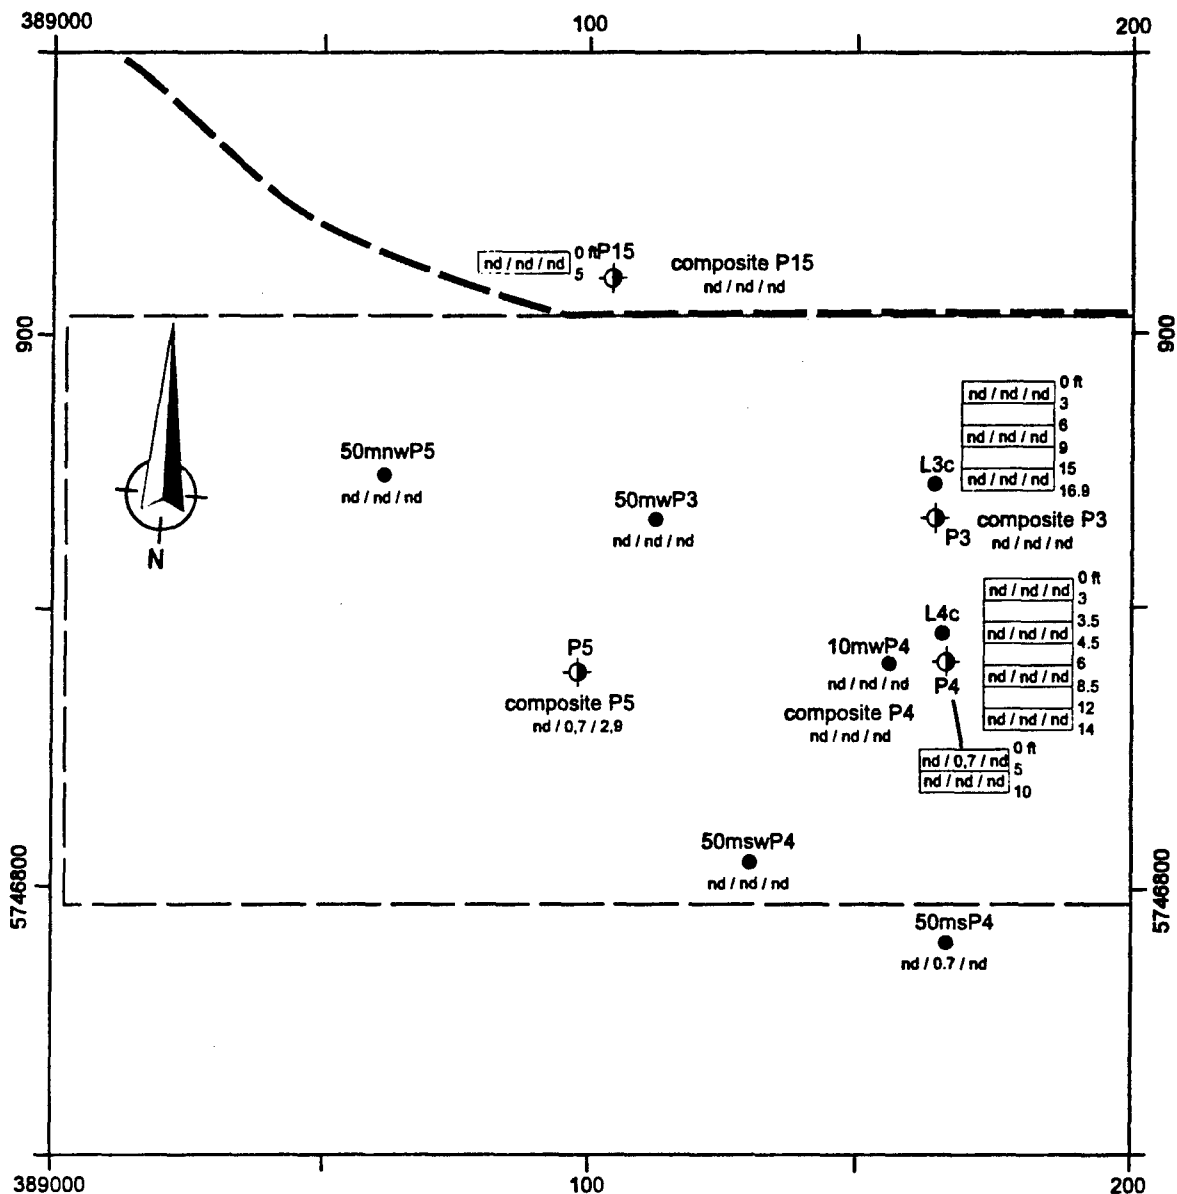 389000 100 200
0 ft P15
nd / nd / nd
5
composite P15
nd / nd / nd
900 900
0 ft
nd / nd / nd
3
6
nd / nd / nd
9
15
nd / nd / nd
16.9
50mnwP5
nd / nd / nd
50mwP3
nd / nd / nd
L3c
P3
composite P3
nd / nd / nd
N
0 ft
nd / nd / nd
3
3.5
nd / nd / nd
4.5
6
nd / nd / nd
8.5
12
nd / nd / nd
14
L4c
10mwP4
nd / nd / nd
P4
P5
composite P5
nd / 0,7 / 2,9
composite P4
nd / nd / nd
0 ft
nd / 0,7 / nd
5
nd / nd / nd
10
50mswP4
nd / nd / nd
5746800 5746800
50msP4
nd / 0.7 / nd
389000 100 200